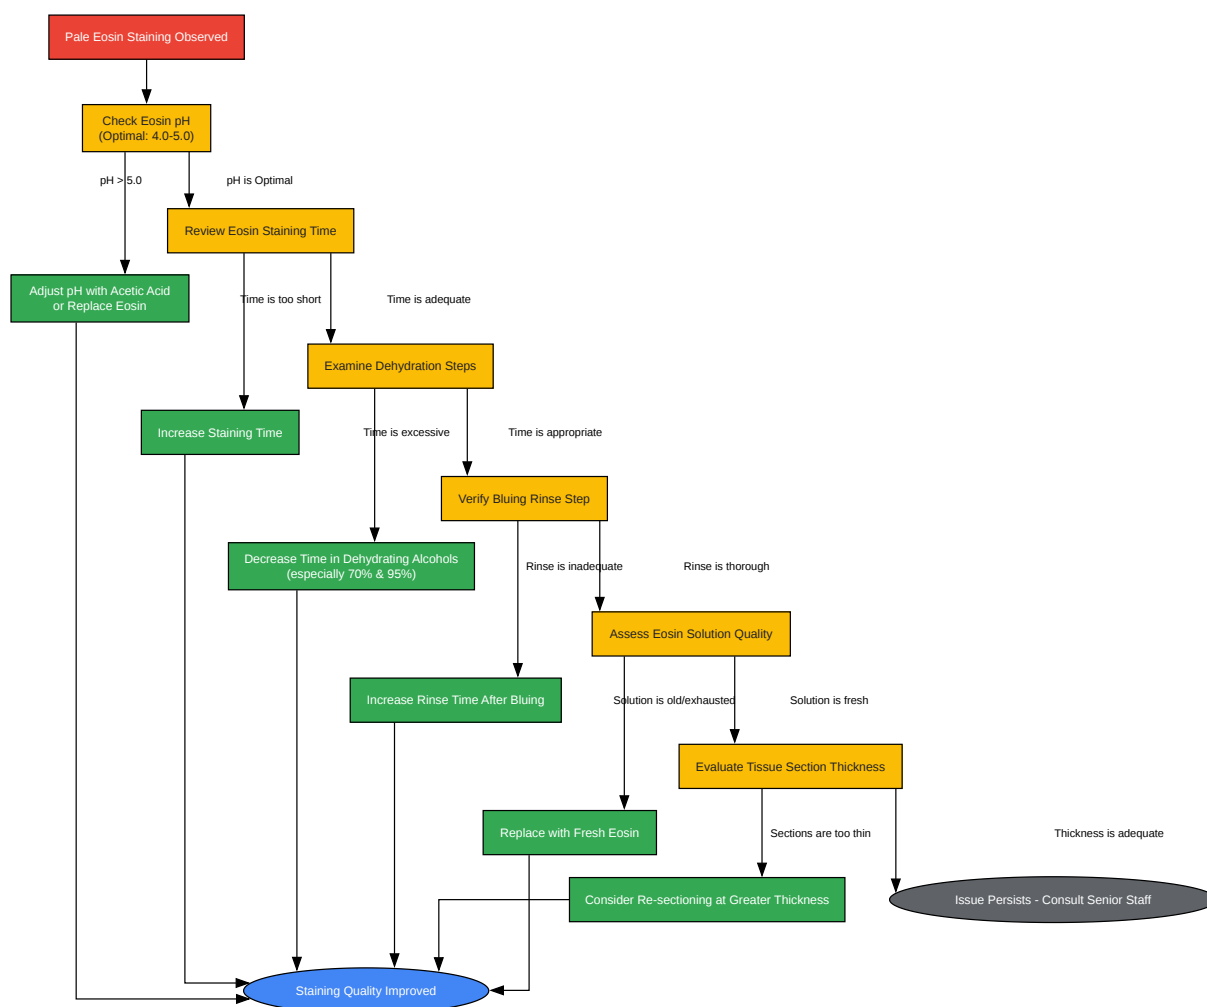 Pale Eosin Staining Observed
Check Eosin pH
(Optimal: 4.0-5.0)
pH > 5.0
pH is Optimal
Review Eosin Staining Time
Adjust pH with Acetic Acid
or Replace Eosin
Time is too short
Time is adequate
Examine Dehydration Steps
Increase Staining Time
Time is excessive
Time is appropriate
Verify Bluing Rinse Step
Decrease Time in Dehydrating Alcohols
(especially 70% & 95%)
Rinse is inadequate
Rinse is thorough
Assess Eosin Solution Quality
Increase Rinse Time After Bluing
Solution is old/exhausted
Solution is fresh
Evaluate Tissue Section Thickness
Replace with Fresh Eosin
Sections are too thin
Thickness is adequate
Consider Re-sectioning at Greater Thickness
Issue Persists - Consult Senior Staff
Staining Quality Improved